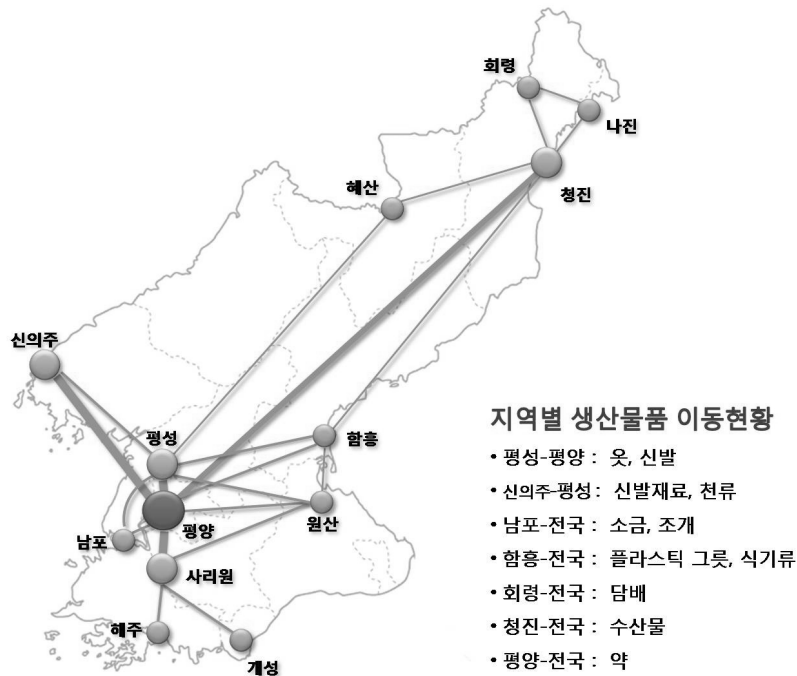 회령
나진
청진
혜산
신의주
평성
함흥
평양
원산
남포
사리원
해주
개성
지역별 생산물품 이동현황
• 평성-평양 : 옷, 신발
• 신의주-평성 : 신발재료, 천류
• 남포-전국 : 소금, 조개
• 함흥-전국 : 플라스틱 그릇, 식기류
• 회령-전국 : 담배
• 청진-전국 : 수산물
• 평양-전국 : 약